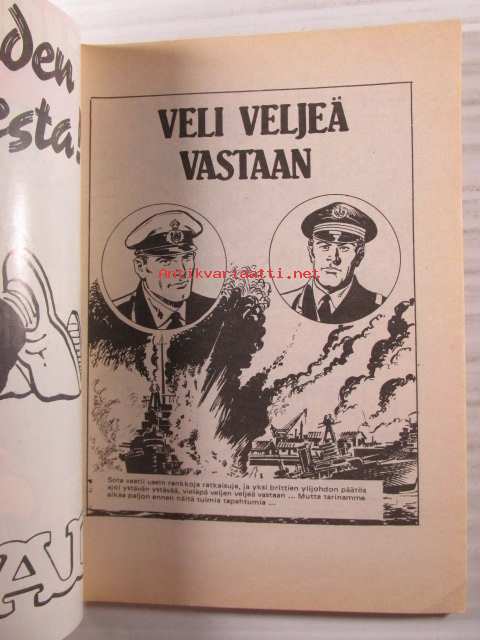 den
esta!
VELI VELJEÄ
VASTAAN
Antikvariaatti.net
Sota vaatii usein rankkoja ratkaisuja, ja yksi brittien ylijohdon päätös
ajoi ystävän ystävää, vieläpä veljen veljeä vastaan ... Mutta tarinamme
alkaa paljon ennen näitä tuimia tapahtumia ...